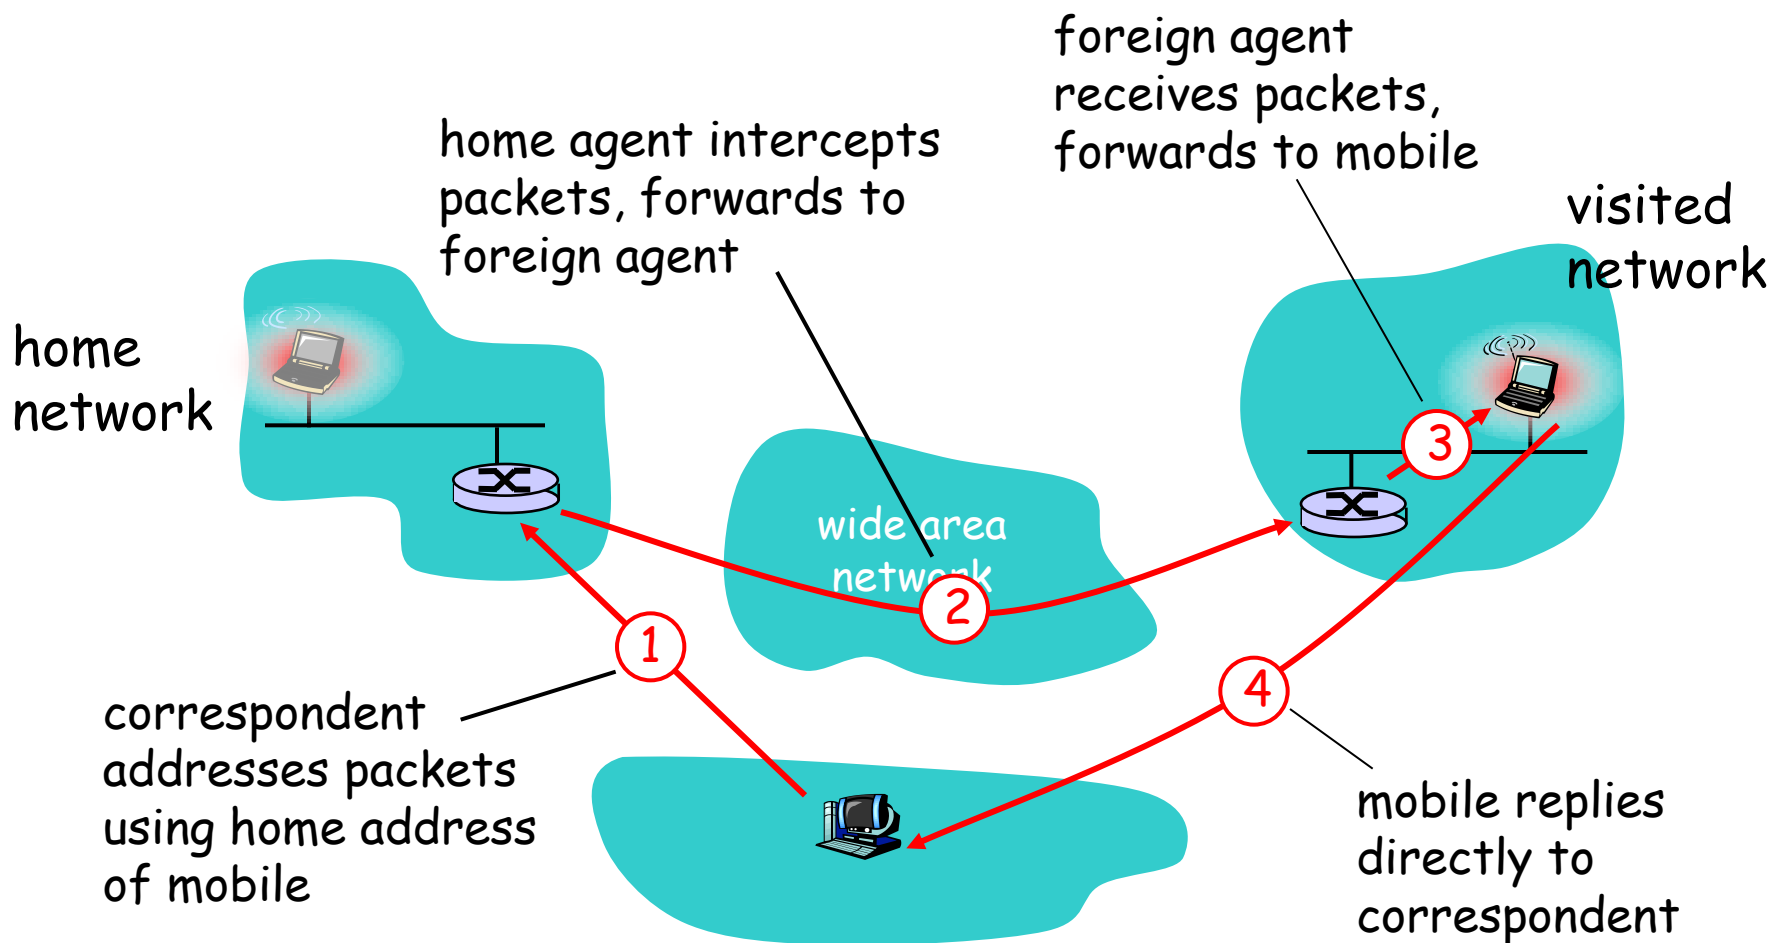 foreign agent
receives packets,
forwards to mobile
home agent intercepts
packets, forwards to
foreign agent
visited
network
home
network
3
wide area
network
2
1
4
correspondent
addresses packets
using home address
of mobile
mobile replies
directly to
correspondent